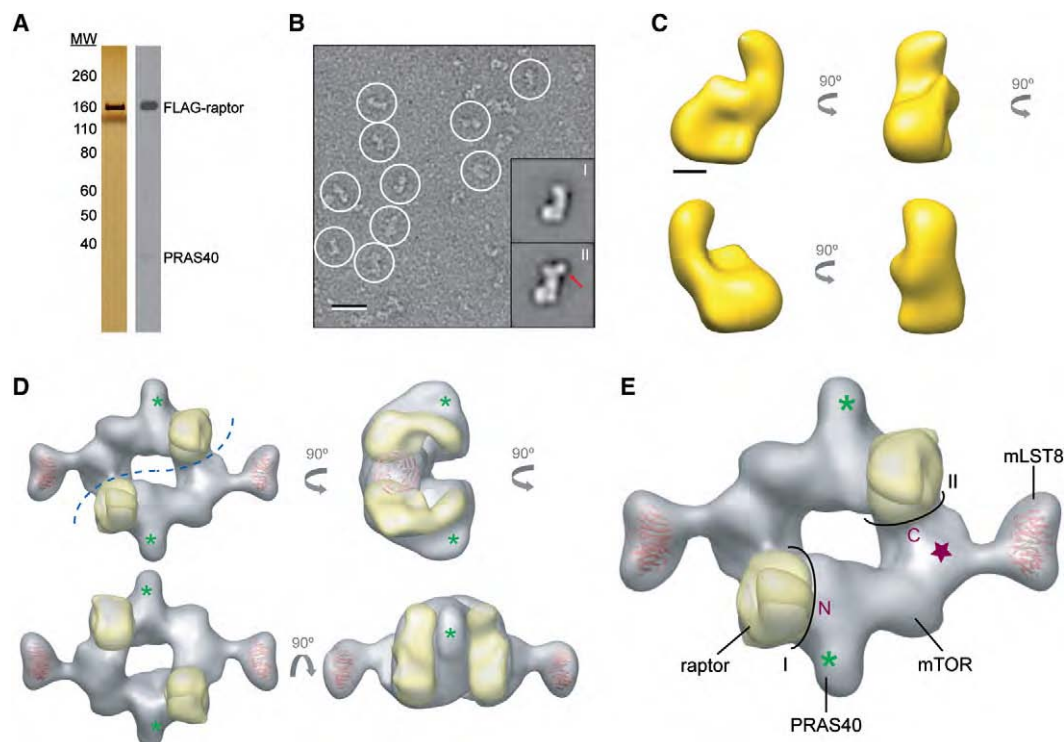 A
MW
260
160
110
80
60
50
40
FLAG-raptor
PRAS40
B
I
II
C
90º
90º
90º
D
*
*
90º
*
*
90º
*
*
90º
*
E
*
mLST8
II
C
★
N
raptor
I
*
mTOR
PRAS40